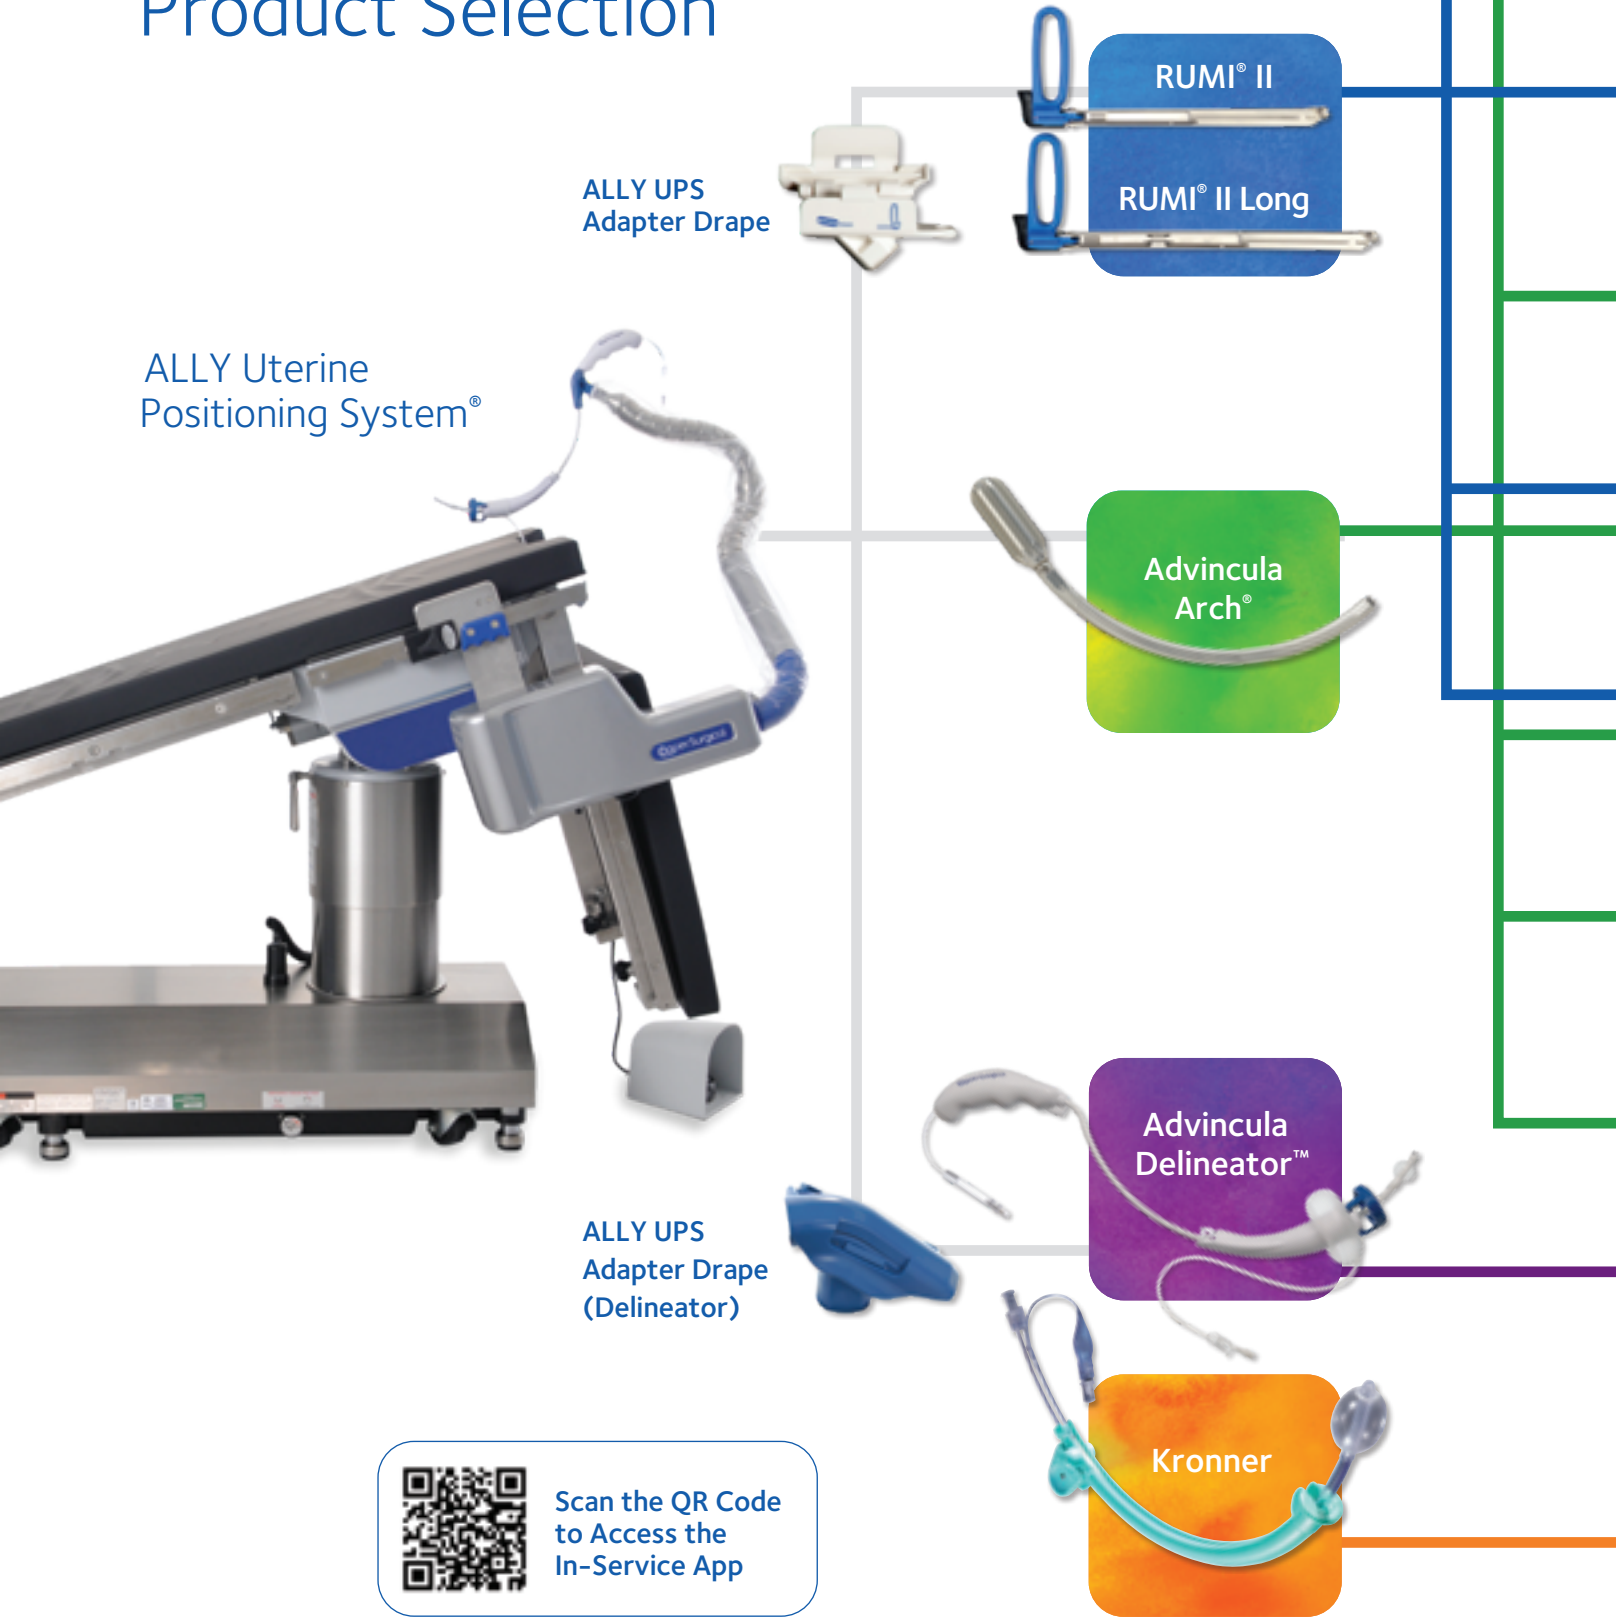 Product Selection
RUMI® II
RUMI® II Long
ALLY UPS
Adapter Drape
ALLY Uterine
Positioning System®
CooperSurgical
Advincula
Arch®
Advincula
Delineator™
ALLY UPS
Adapter Drape
(Delineator)
Kronner
Scan the QR Code
to Access the
In-Service App